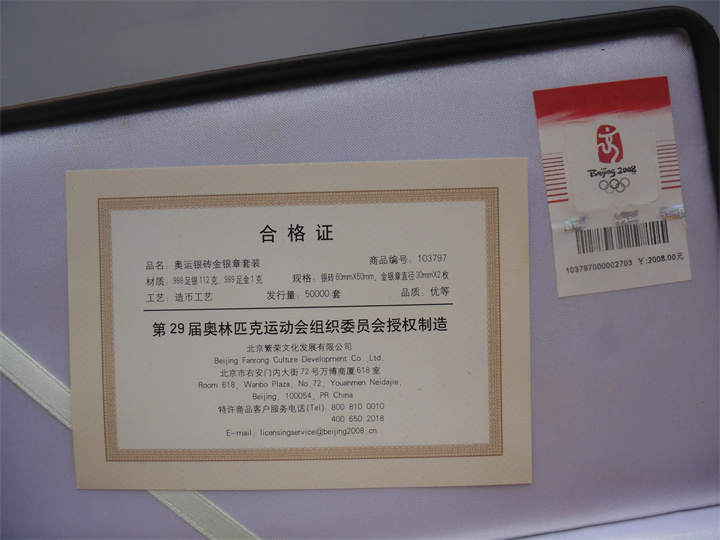 合格证
品名：奥运银砖金银章套装 商品编号：103797
材质：999足银112克，999足金1克 规格：银砖60mmX60mm，金银章直径30mmX2枚
工艺：造币工艺 发行量：50000套 品质：优等
第29届奥林匹克运动会组织委员会授权制造
北京繁荣文化发展有限公司
Beijing Fanrong Culture Development Co.,Ltd.
北京市右安门内大街72号万博商厦618室
Room 618, Wanbo Plaza, No.72, Youanmen Neidajie,
Beijing, 100054, PR China
特许商品客户服务电话(Tel)：800 810 0010
400 650 2018
E-mail：licensingservice@beijing2008.cn
Beijing 2008
103797000002703 ￥:2008.00元